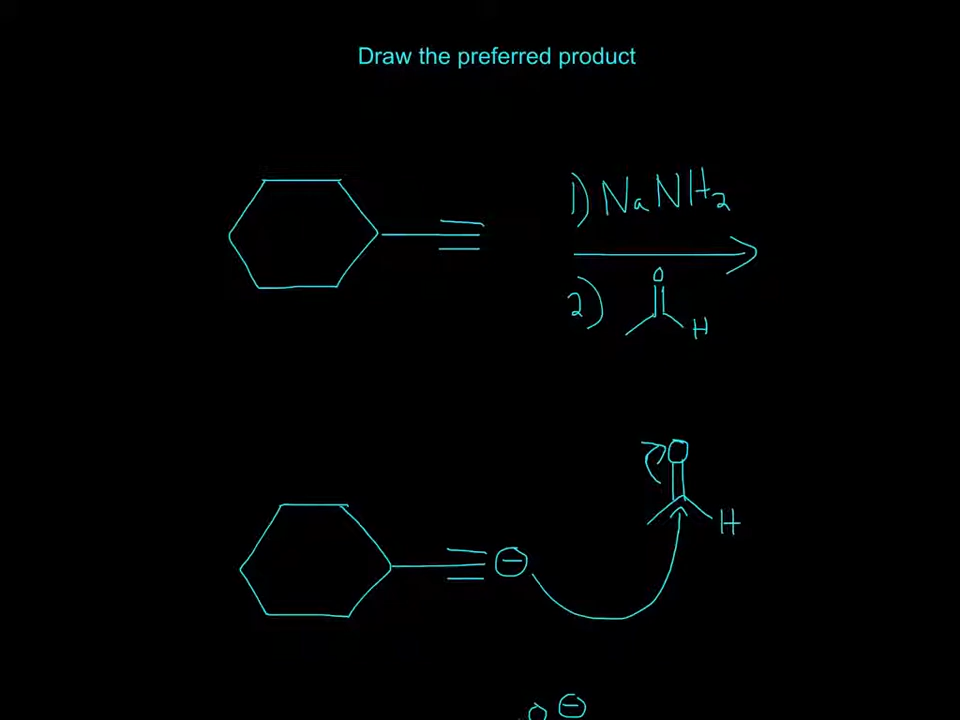 Draw the preferred product
1) NaNH2
O
2)
H
O
H
⊖
O ⊖